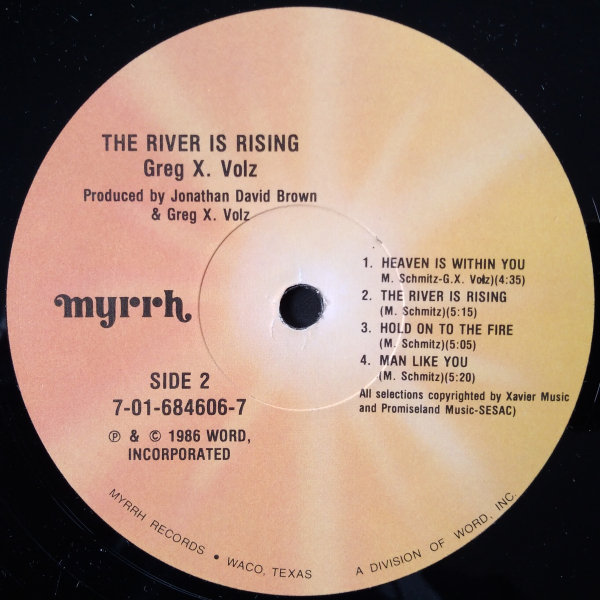 THE RIVER IS RISING
Greg X. Volz
Produced by Jonathan David Brown
& Greg X. Volz
myrrh
SIDE 2
7-01-684606-7
℗ & © 1986 WORD,
INCORPORATED
1. HEAVEN IS WITHIN YOU
M. Schmitz-G.X. Volz)(4:35)
2. THE RIVER IS RISING
(M. Schmitz)(5:15)
3. HOLD ON TO THE FIRE
(M. Schmitz)(5:05)
4. MAN LIKE YOU
(M. Schmitz)(5:20)
All selections copyrighted by Xavier Music
and Promiseland Music-SESAC)
MYRRH RECORDS • WACO, TEXAS
A DIVISION OF WORD, INC.